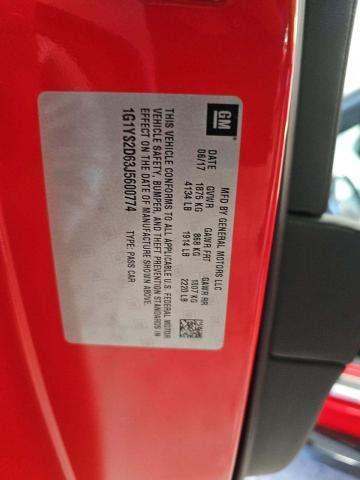 GM
MFD BY GENERAL MOTORS LLC
DATE GVWR GAWR FRT GAWR RR
06/17 1875 KG 868 KG 1007 KG
4134 LB 1914 LB 2220 LB
THIS VEHICLE CONFORMS TO ALL APPLICABLE U.S. FEDERAL MOTOR
VEHICLE SAFETY, BUMPER, AND THEFT PREVENTION STANDARDS IN
EFFECT ON THE DATE OF MANUFACTURE SHOWN ABOVE.
1G1YS2D63J5600774 TYPE: PASS CAR